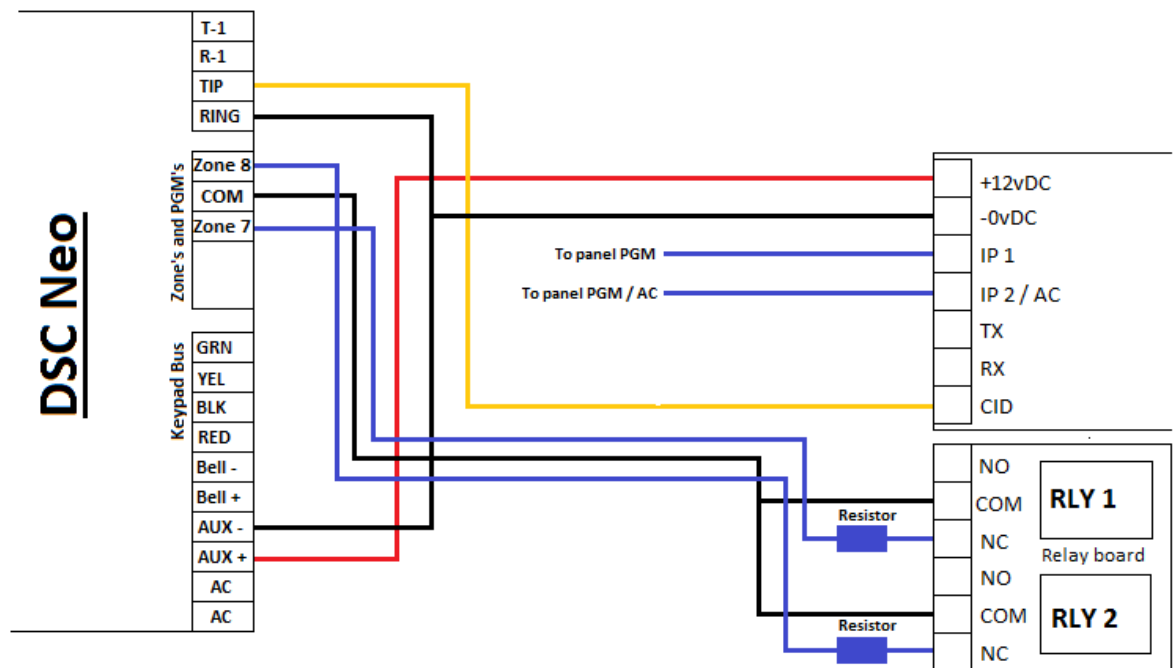 DSC Neo
T-1
R-1
TIP
RING
Zone's and PGM's
Zone 8
COM
Zone 7
Keypad Bus
GRN
YEL
BLK
RED
Bell -
Bell +
AUX -
AUX +
AC
AC
To panel PGM
To panel PGM / AC
+12vDC
-0vDC
IP 1
IP 2 / AC
TX
RX
CID
Resistor
Resistor
NO
COM
NC
NO
COM
NC
RLY 1
Relay board
RLY 2